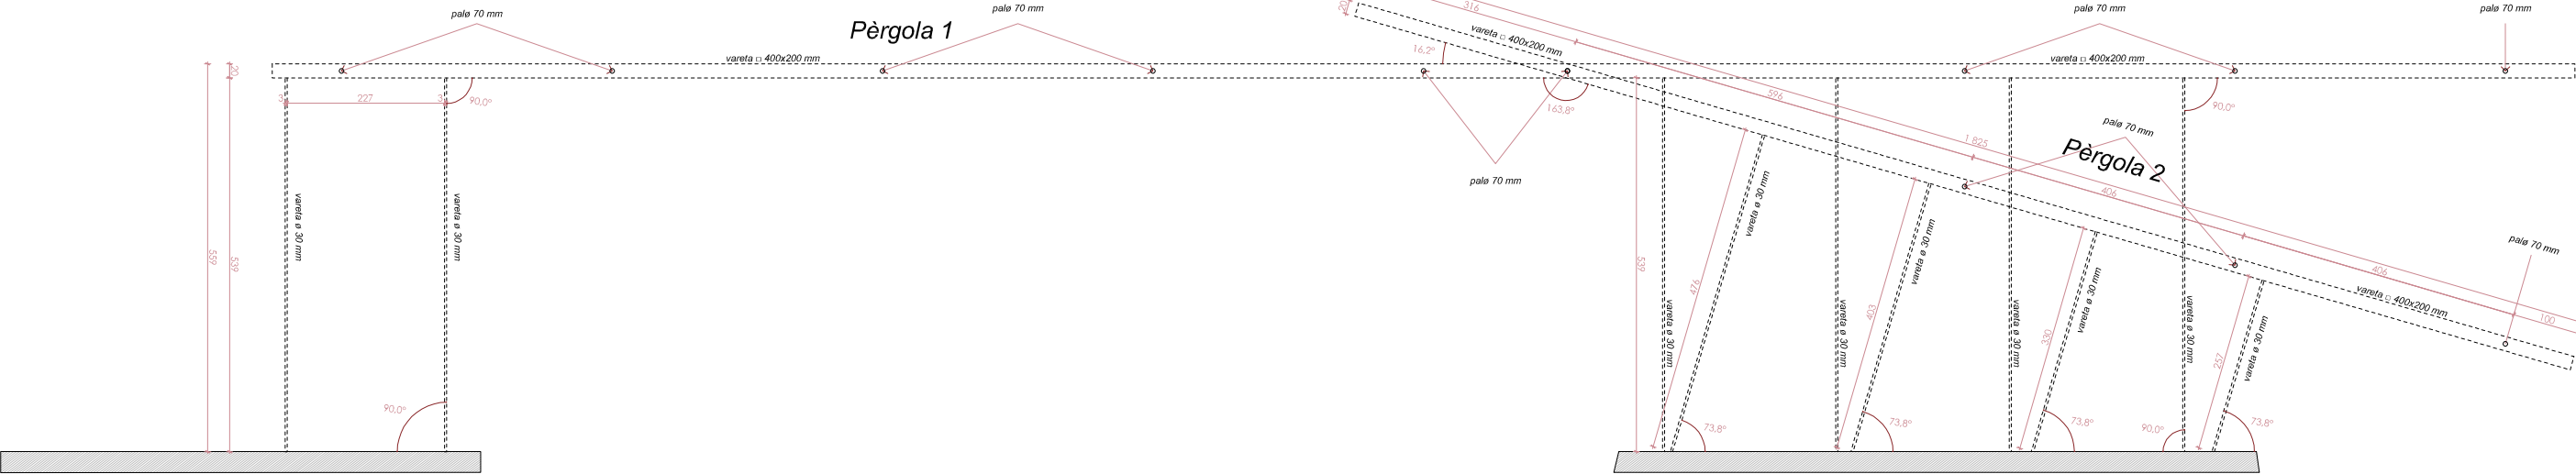 palø 70 mm
Pèrgola 1
palø 70 mm
20
316
palø 70 mm
palø 70 mm
vareta □ 400x200 mm
16,2°
vareta □ 400x200 mm
vareta □ 400x200 mm
20
3
227
3
90,0°
596
163,8°
90,0°
1.825
palø 70 mm
Pèrgola 2
palø 70 mm
406
vareta ø 30 mm
vareta ø 30 mm
559
539
539
vareta ø 30 mm
vareta ø 30 mm
vareta ø 30 mm
vareta ø 30 mm
476
403
330
257
palø 70 mm
406
vareta □ 400x200 mm
100
vareta ø 30 mm
vareta ø 30 mm
vareta ø 30 mm
vareta ø 30 mm
90,0°
73,8°
73,8°
73,8°
90,0°
73,8°